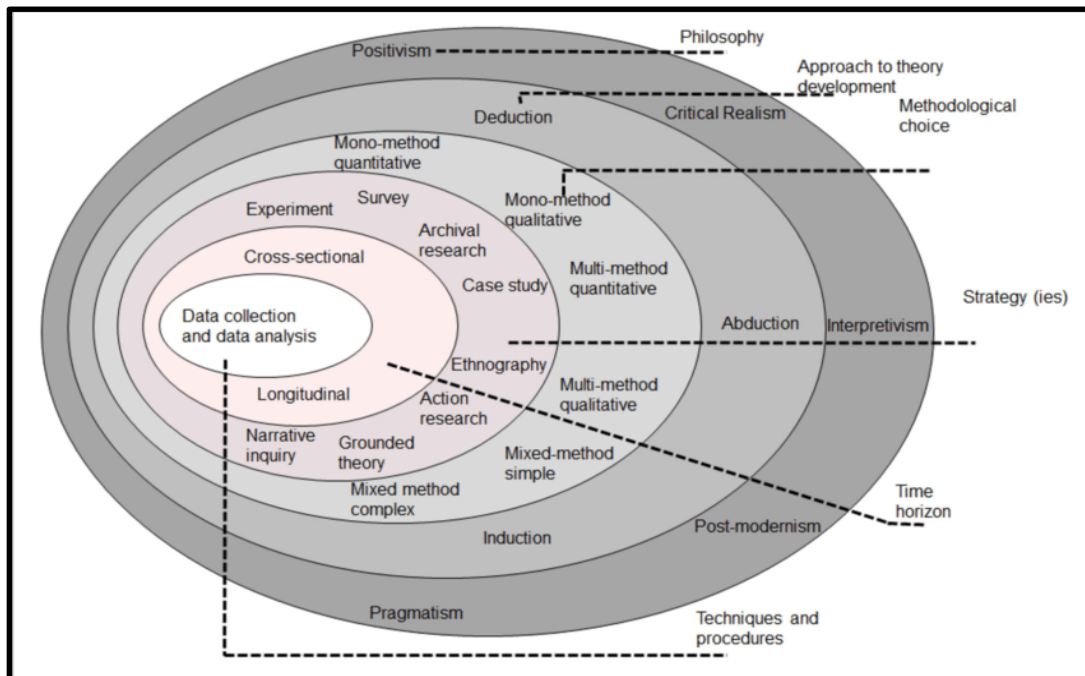 Philosophy
Positivism
Approach to theory
development
Methodological
choice
Critical Realism
Deduction
Mono-method
quantitative
Mono-method
qualitative
Survey
Experiment
Archival
research
Cross-sectional
Case study
Multi-method
quantitative
Strategy (ies)
Data collection
and data analysis
Abduction
Interpretivism
Ethnography
Multi-method
qualitative
Longitudinal
Action
research
Narrative
inquiry
Grounded
theory
Mixed-method
simple
Mixed method
complex
Time
horizon
Post-modernism
Induction
Pragmatism
Techniques and
procedures